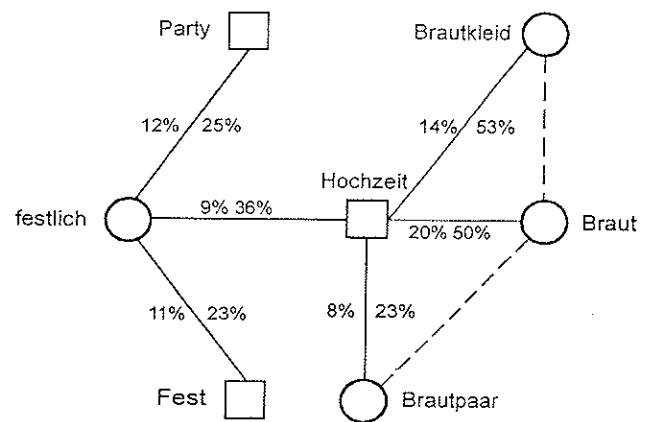 Party
Brautkleid
12% 25%
14% 53%
Hochzeit
festlich
9% 36%
20% 50%
Braut
11% 23%
8% 23%
Fest
Brautpaar